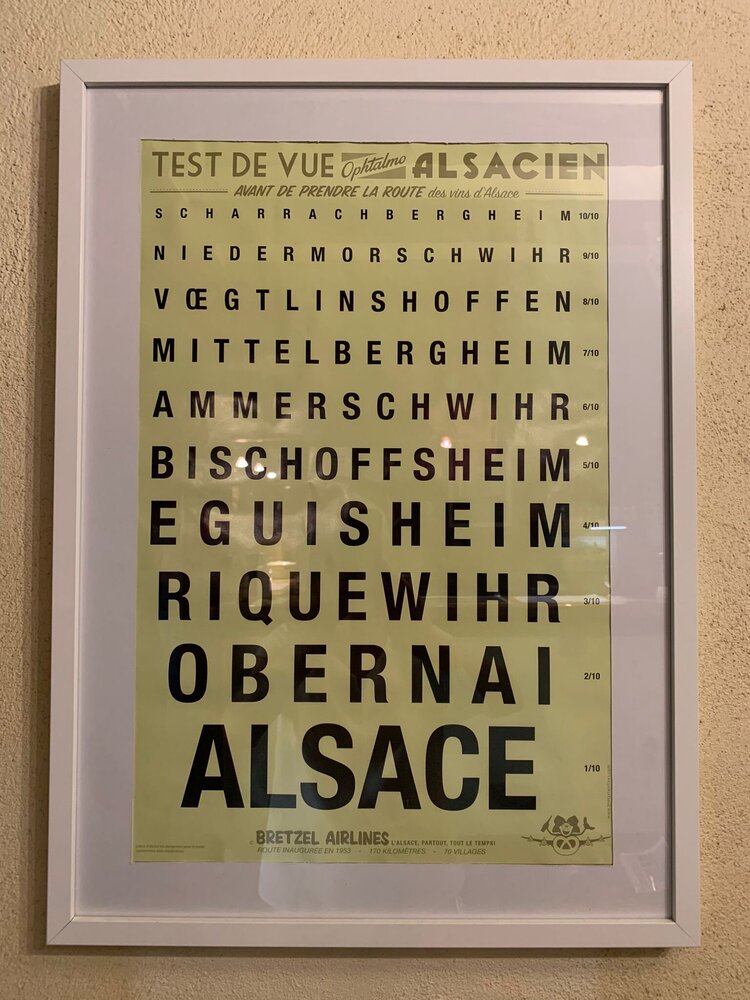 TEST DE VUE Ophtalmo ALSACIEN
AVANT DE PRENDRE LA ROUTE des vins d'Alsace
SCHARRACHBERGHEIM 10/10
NIEDERMORSCHWIHR 9/10
VŒGTLINSHOFFEN 8/10
MITTELBERGHEIM 7/10
AMMERSCHWIHR 6/10
BISCHOFFSHEIM 5/10
EGUISHEIM 4/10
RIQUEWIHR 3/10
OBERNAI 2/10
ALSACE 1/10
© BRETZEL AIRLINES L'ALSACE, PARTOUT, TOUT LE TEMPS!
ROUTE INAUGURÉE EN 1953 - 170 KILOMÈTRES - 70 VILLAGES